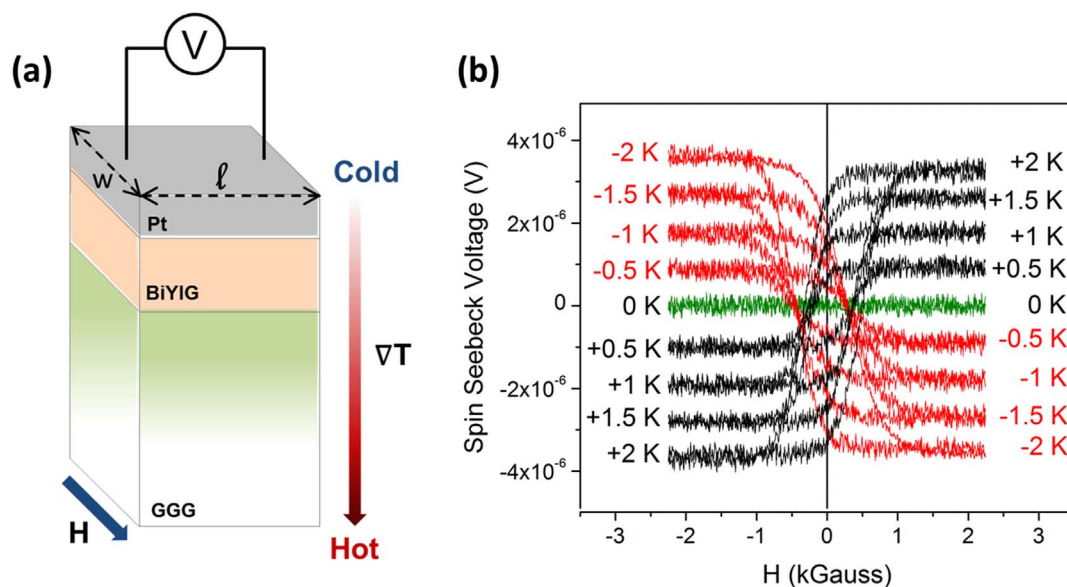 (a)
V
w
ℓ
Pt
BiYIG
GGG
H
Cold
∇T
Hot
(b)
Spin Seebeck Voltage (V)
4x10⁻⁶
2x10⁻⁶
0
-2x10⁻⁶
-4x10⁻⁶
-2 K
-1.5 K
-1 K
-0.5 K
+0.5 K
+1 K
+1.5 K
+2 K
+2 K
+1.5 K
+1 K
+0.5 K
0 K
-0.5 K
-1 K
-1.5 K
-2 K
-3 -2 -1 0 1 2 3
H (kGauss)